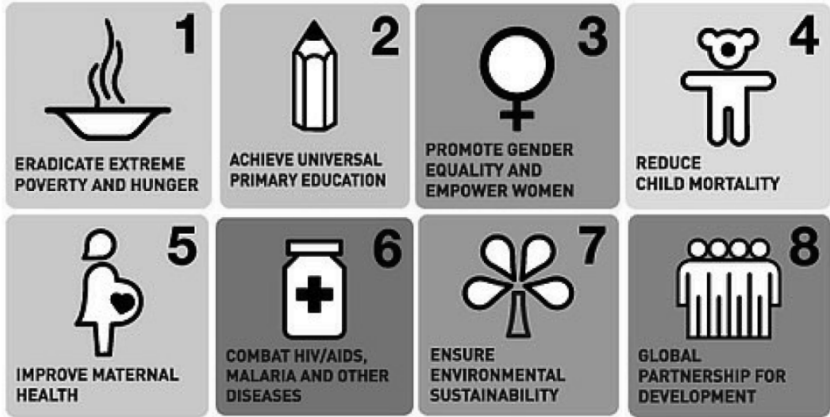 1
ERADICATE EXTREME
POVERTY AND HUNGER
2
ACHIEVE UNIVERSAL
PRIMARY EDUCATION
3
PROMOTE GENDER
EQUALITY AND
EMPOWER WOMEN
4
REDUCE
CHILD MORTALITY
5
IMPROVE MATERNAL
HEALTH
6
COMBAT HIV/AIDS,
MALARIA AND OTHER
DISEASES
7
ENSURE
ENVIRONMENTAL
SUSTAINABILITY
8
GLOBAL
PARTNERSHIP FOR
DEVELOPMENT